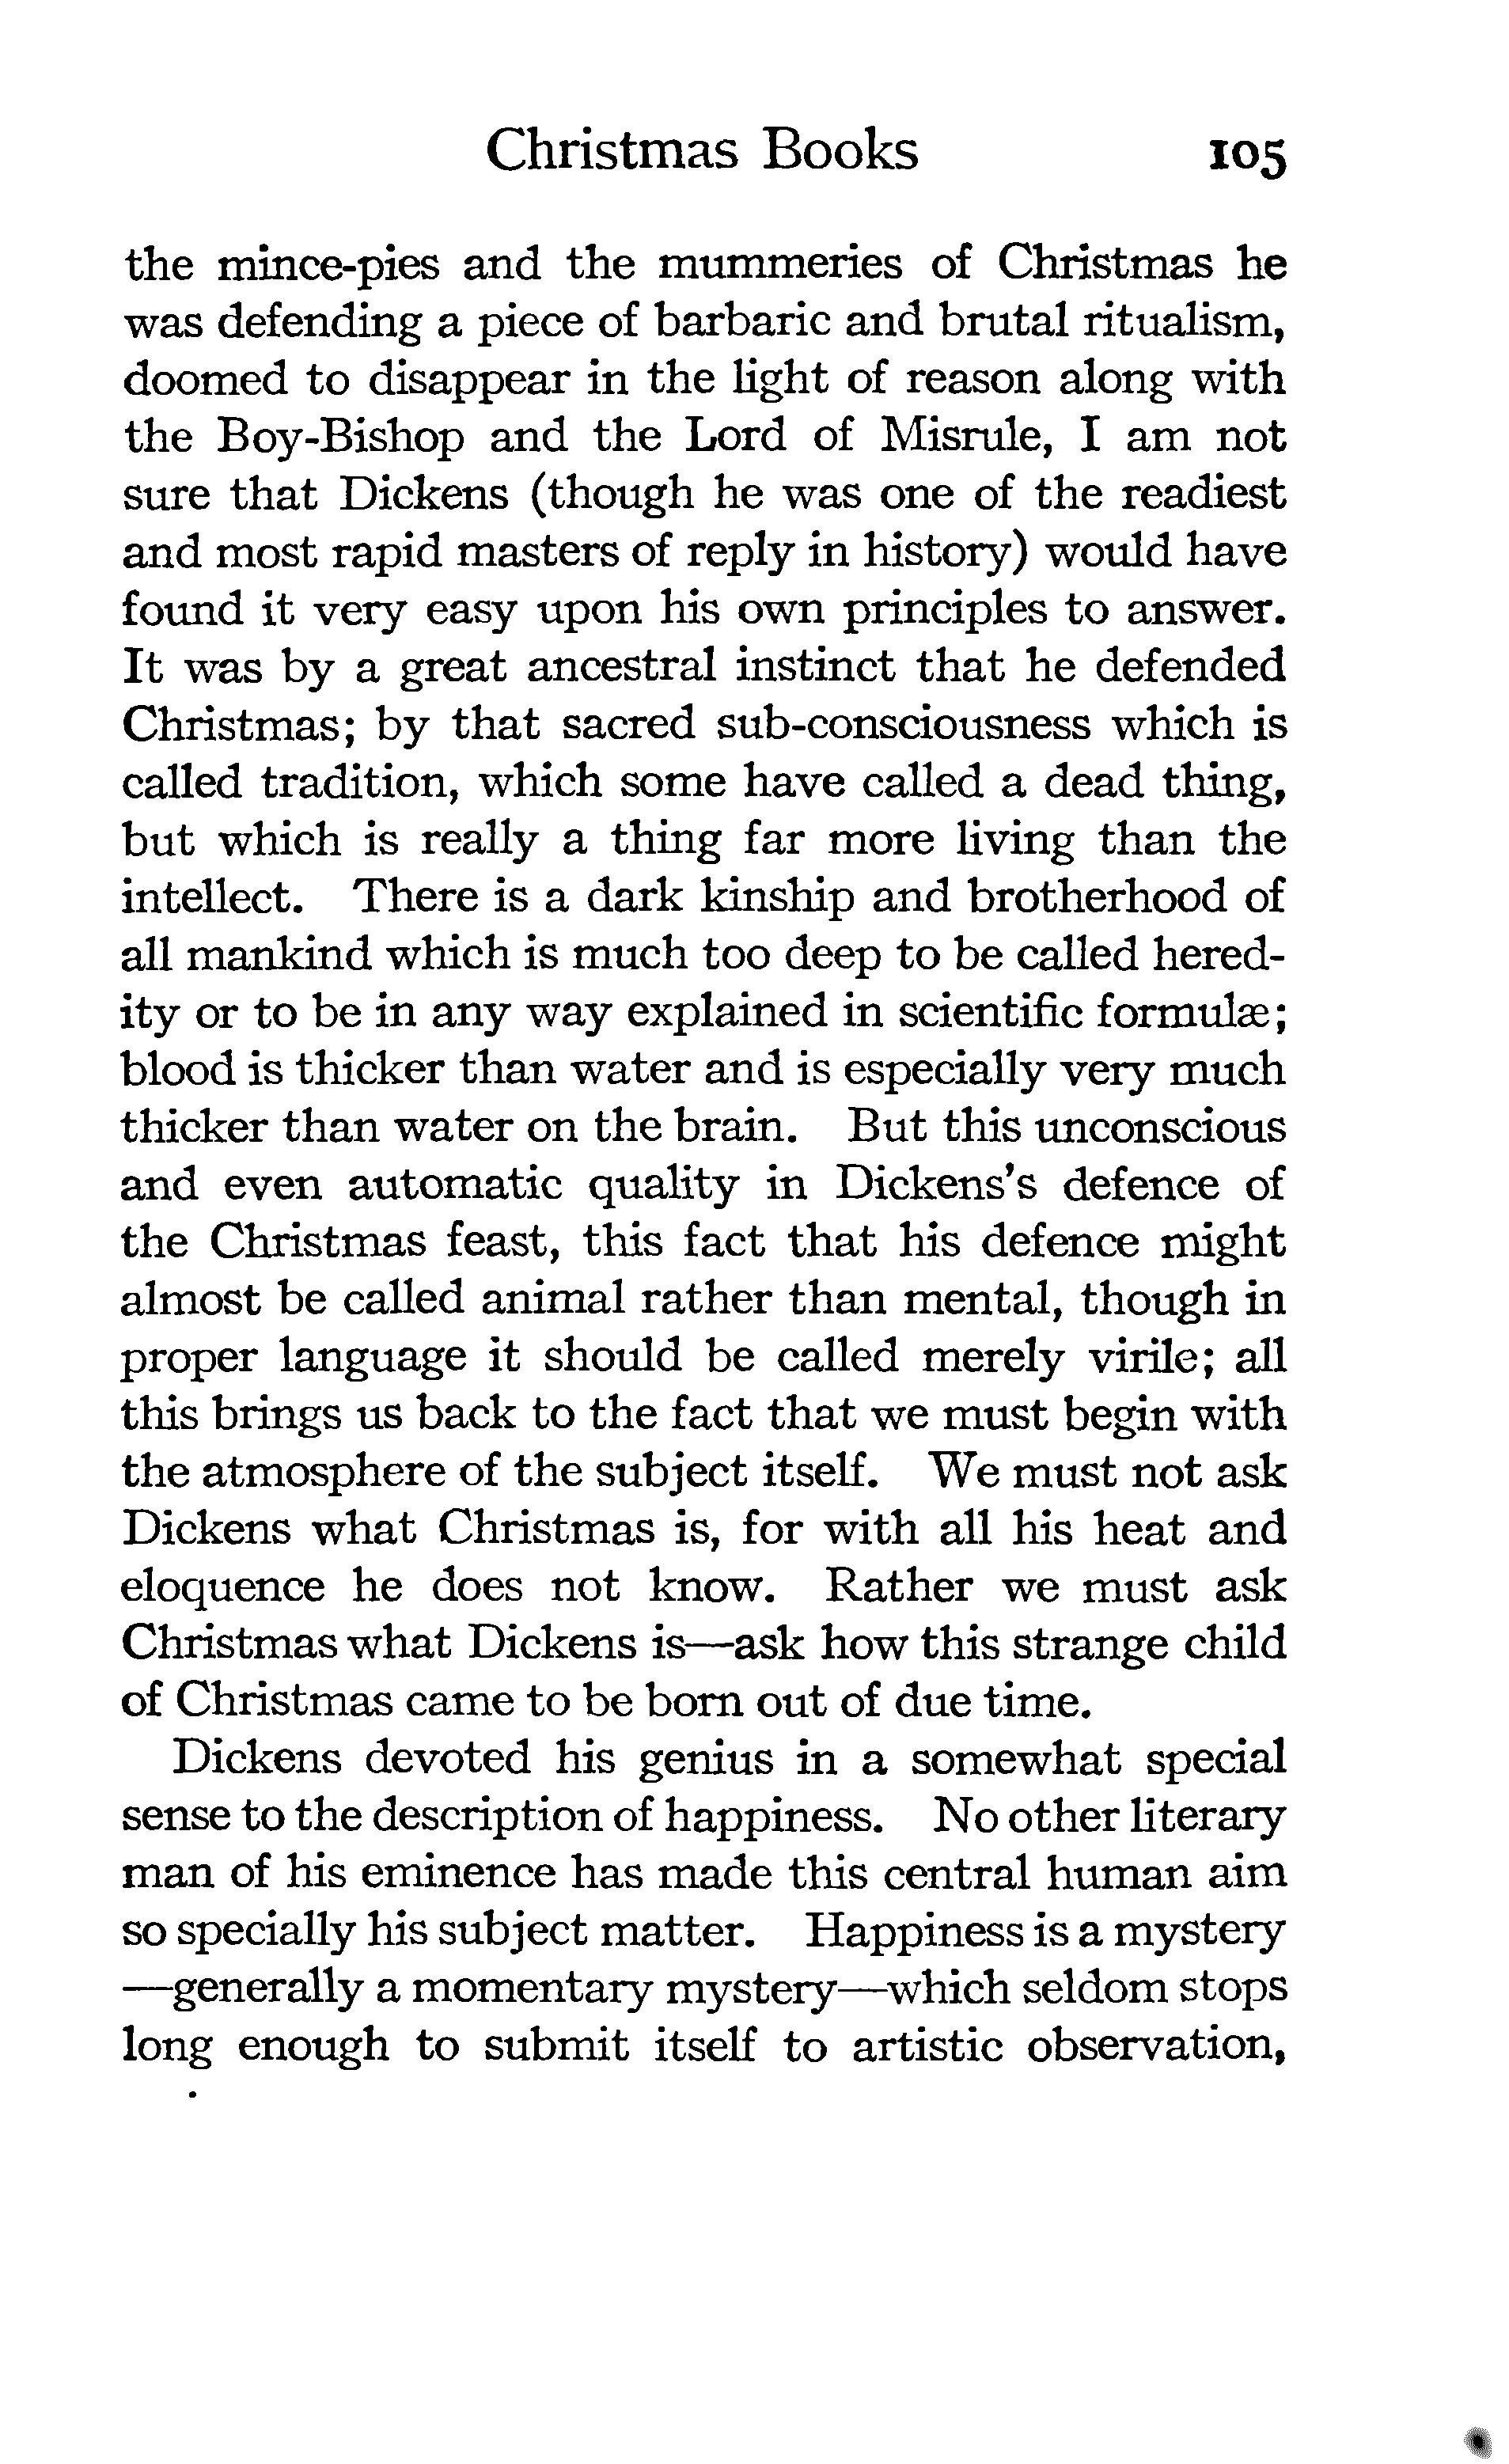 Christmas Books 105
the mince-pies and the mummeries of Christmas he
was defending a piece of barbaric and brutal ritualism,
doomed to disappear in the light of reason along with
the Boy-Bishop and the Lord of Misrule, I am not
sure that Dickens (though he was one of the readiest
and most rapid masters of reply in history) would have
found it very easy upon his own principles to answer.
It was by a great ancestral instinct that he defended
Christmas; by that sacred sub-consciousness which is
called tradition, which some have called a dead thing,
but which is really a thing far more living than the
intellect. There is a dark kinship and brotherhood of
all mankind which is much too deep to be called hered-
ity or to be in any way explained in scientific formulæ;
blood is thicker than water and is especially very much
thicker than water on the brain. But this unconscious
and even automatic quality in Dickens's defence of
the Christmas feast, this fact that his defence might
almost be called animal rather than mental, though in
proper language it should be called merely virile; all
this brings us back to the fact that we must begin with
the atmosphere of the subject itself. We must not ask
Dickens what Christmas is, for with all his heat and
eloquence he does not know. Rather we must ask
Christmas what Dickens is—ask how this strange child
of Christmas came to be born out of due time.
Dickens devoted his genius in a somewhat special
sense to the description of happiness. No other literary
man of his eminence has made this central human aim
so specially his subject matter. Happiness is a mystery
—generally a momentary mystery—which seldom stops
long enough to submit itself to artistic observation,